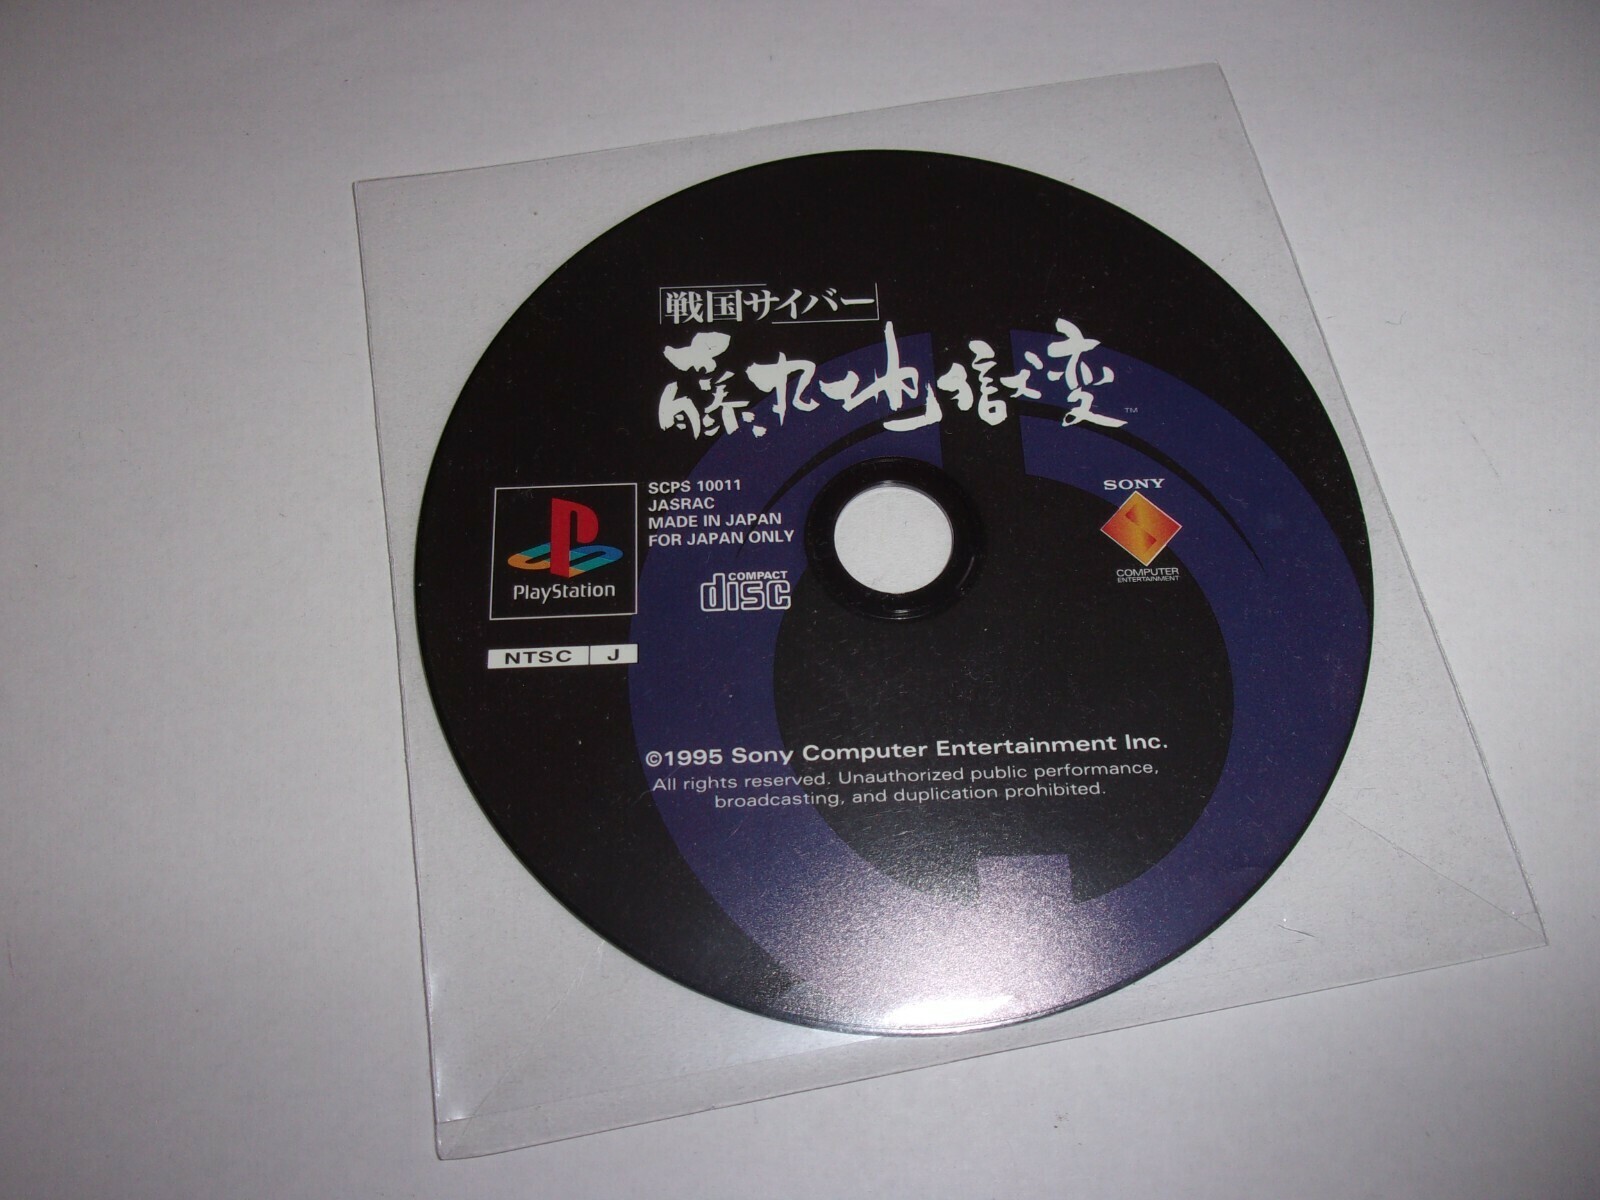 戦国サイバー
藤丸地獄変
TM
SCPS 10011
JASRAC
MADE IN JAPAN
FOR JAPAN ONLY
PlayStation
COMPACT
disc
NTSC J
SONY
COMPUTER
ENTERTAINMENT
©1995 Sony Computer Entertainment Inc.
All rights reserved. Unauthorized public performance,
broadcasting, and duplication prohibited.